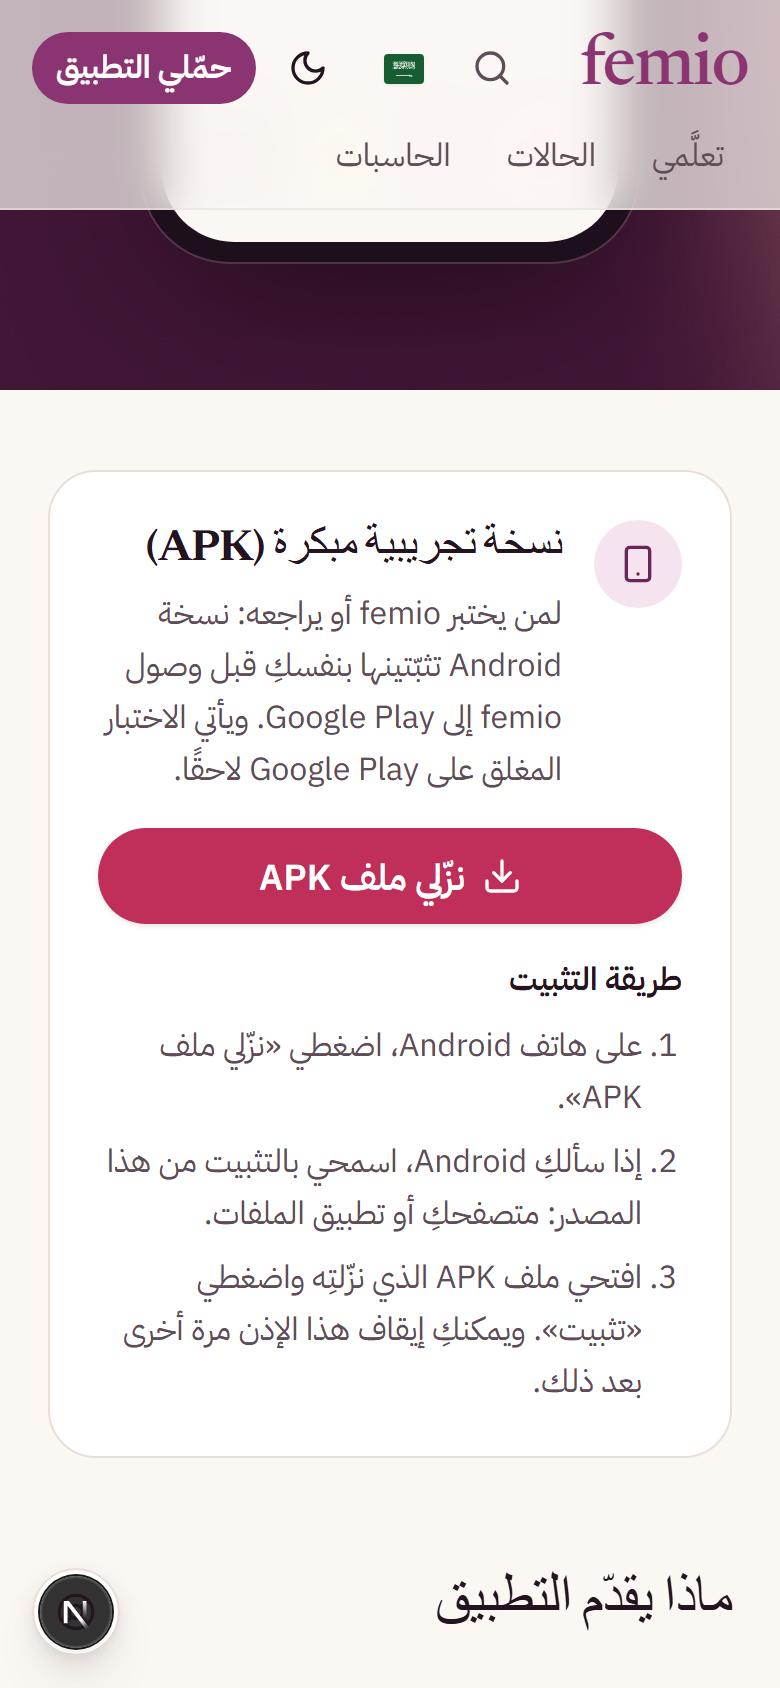 femio
حمّلي التطبيق
تعلَّمي
الحالات
الحاسبات
نسخة تجريبية مبكرة (APK)
لمن يختبر femio أو يراجعه: نسخة
Android تثبّتينها بنفسكِ قبل وصول
femio إلى Google Play. ويأتي الاختبار
المغلق على Google Play لاحقًا.
نزّلي ملف APK
طريقة التثبيت
1. على هاتف Android، اضغطي «نزّلي ملف
APK».
2. إذا سألكِ Android، اسمحي بالتثبيت من هذا
المصدر: متصفحكِ أو تطبيق الملفات.
3. افتحي ملف APK الذي نزّلتِه واضغطي
«تثبيت». ويمكنكِ إيقاف هذا الإذن مرة أخرى
بعد ذلك.
ماذا يقدّم التطبيق
N